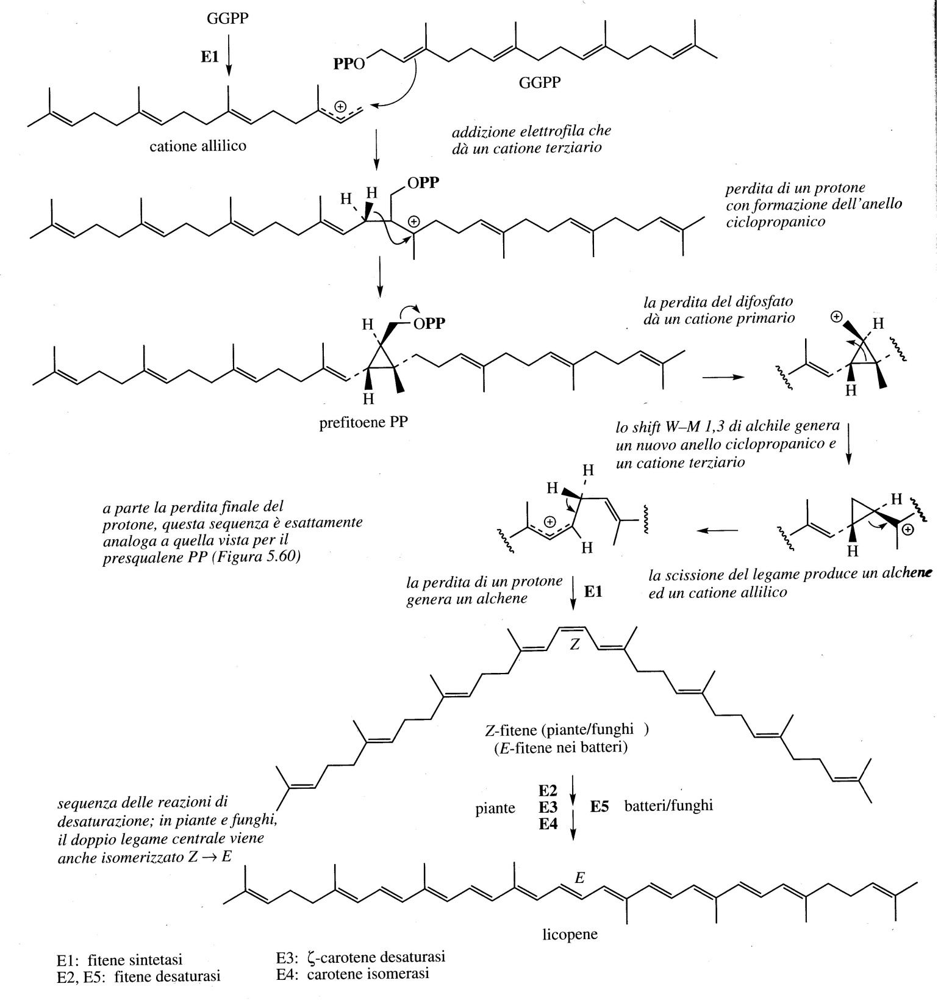 GGPP
E1
PPO
GGPP
⊕
catione allilico
addizione elettrofila che
dà un catione terziario
OPP
H
H
⊕
perdita di un protone
con formazione dell'anello
ciclopropanico
H
OPP
H
prefitoene PP
la perdita del difosfato
dà un catione primario
⊕
H
H
lo shift W–M 1,3 di alchile genera
un nuovo anello ciclopropanico e
un catione terziario
H
H
⊕
H
H
⊕
H
a parte la perdita finale del
protone, questa sequenza è esattamente
analoga a quella vista per il
presqualene PP (Figura 5.60)
la scissione del legame produce un alchene
ed un catione allilico
la perdita di un protone
genera un alchene
E1
Z
Z-fitene (piante/funghi )
(E-fitene nei batteri)
piante
E2
E3
E4
E5
batteri/funghi
sequenza delle reazioni di
desaturazione; in piante e funghi,
il doppio legame centrale viene
anche isomerizzato Z → E
E
licopene
E1: fitene sintetasi
E2, E5: fitene desaturasi
E3: ζ-carotene desaturasi
E4: carotene isomerasi